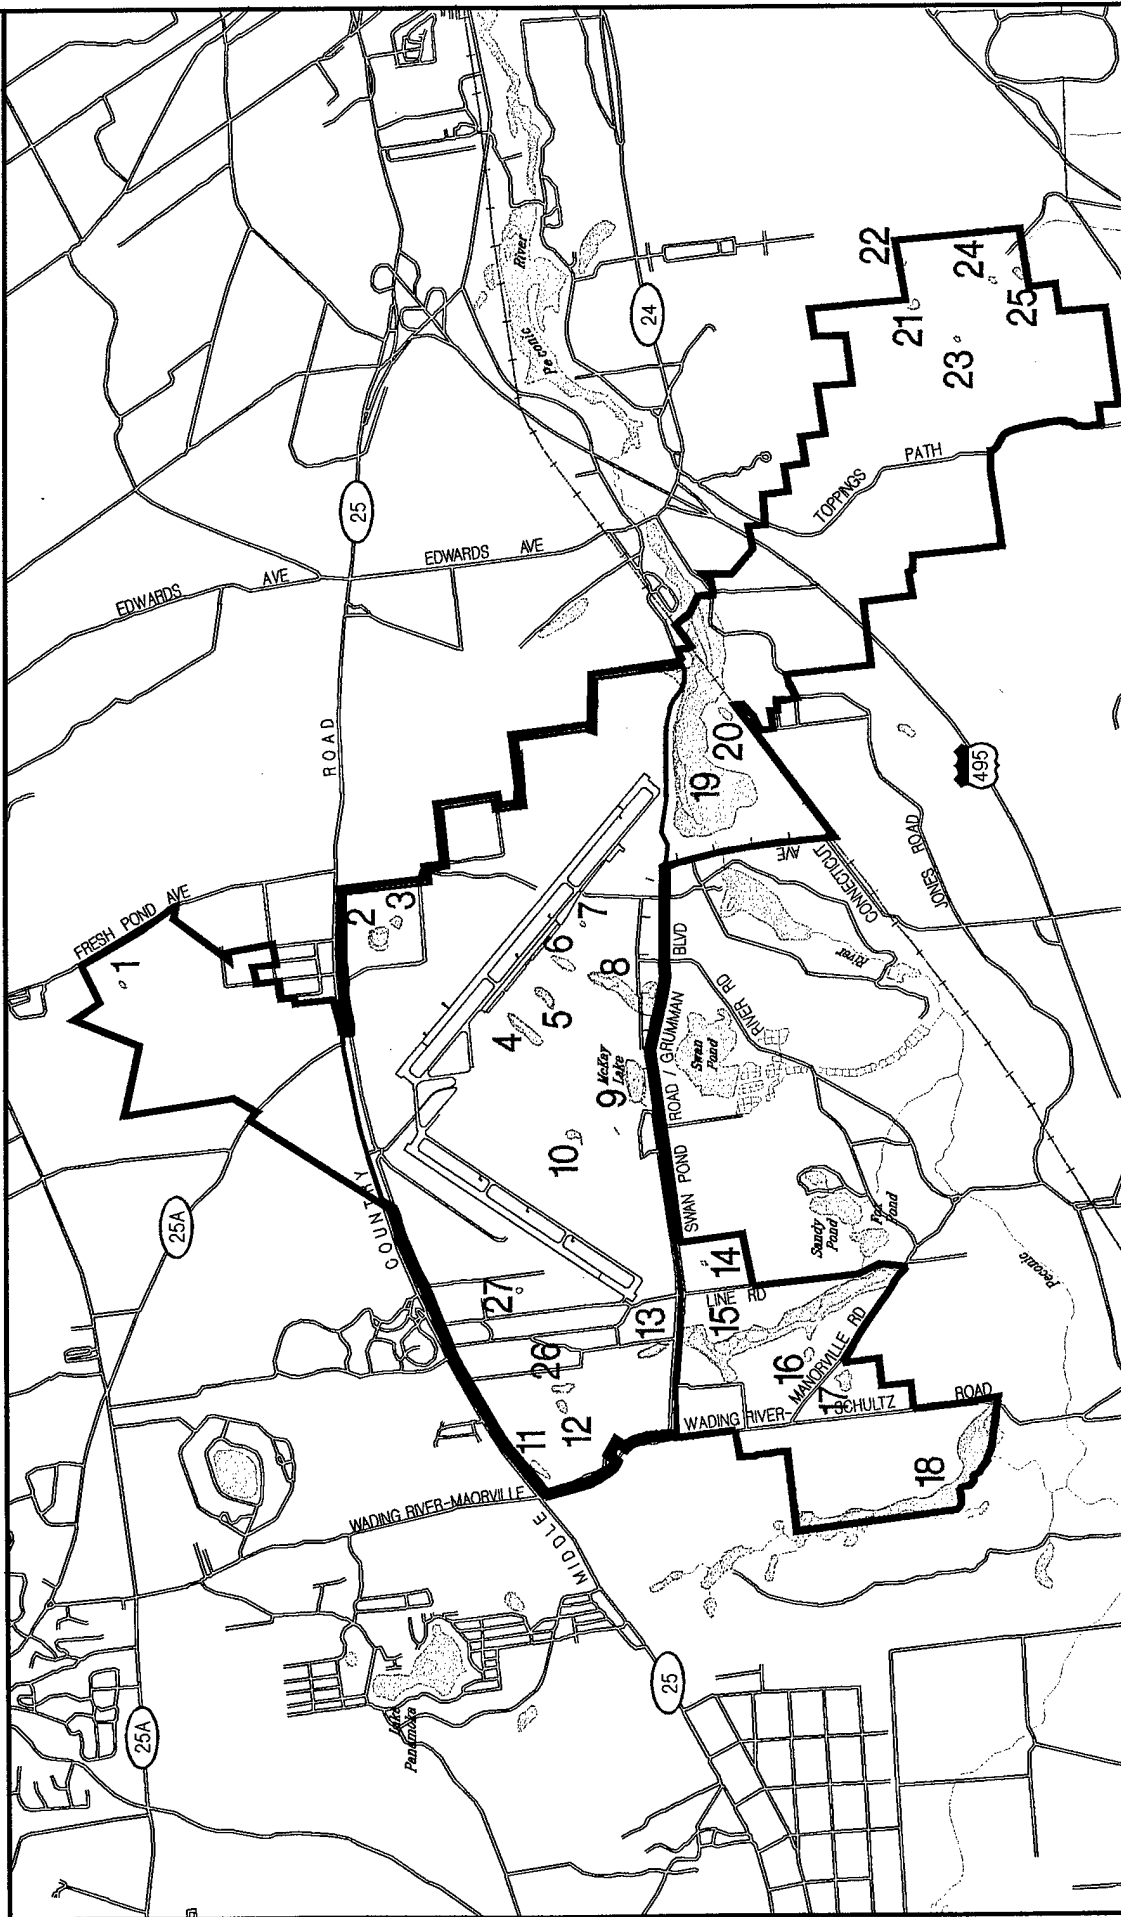 FRESH POND AVE
1
25A
25A
EDWARDS
AVE
EDWARDS AVE
25
ROAD
COUNTRY
MIDDLE
25
WADING RIVER-MAORVILLE
Lake
Panamoka
2
3
4
5
6
7
8
9
McKay
Lake
10
11
12
26
27
13
SWAN POND ROAD / GRUMMAN BLVD
Swan
Pond
RIVER RD
River
CONNECTICUT
AVE
JONES ROAD
495
Peconic
River
24
19
20
TOPPINGS PATH
21
22
23
24
25
14
LINE RD
15
Sandy
Pond
Fox
Pond
16
17
WADING RIVER-
MANORVILLE RD
SCHULTZ ROAD
18
Peconic